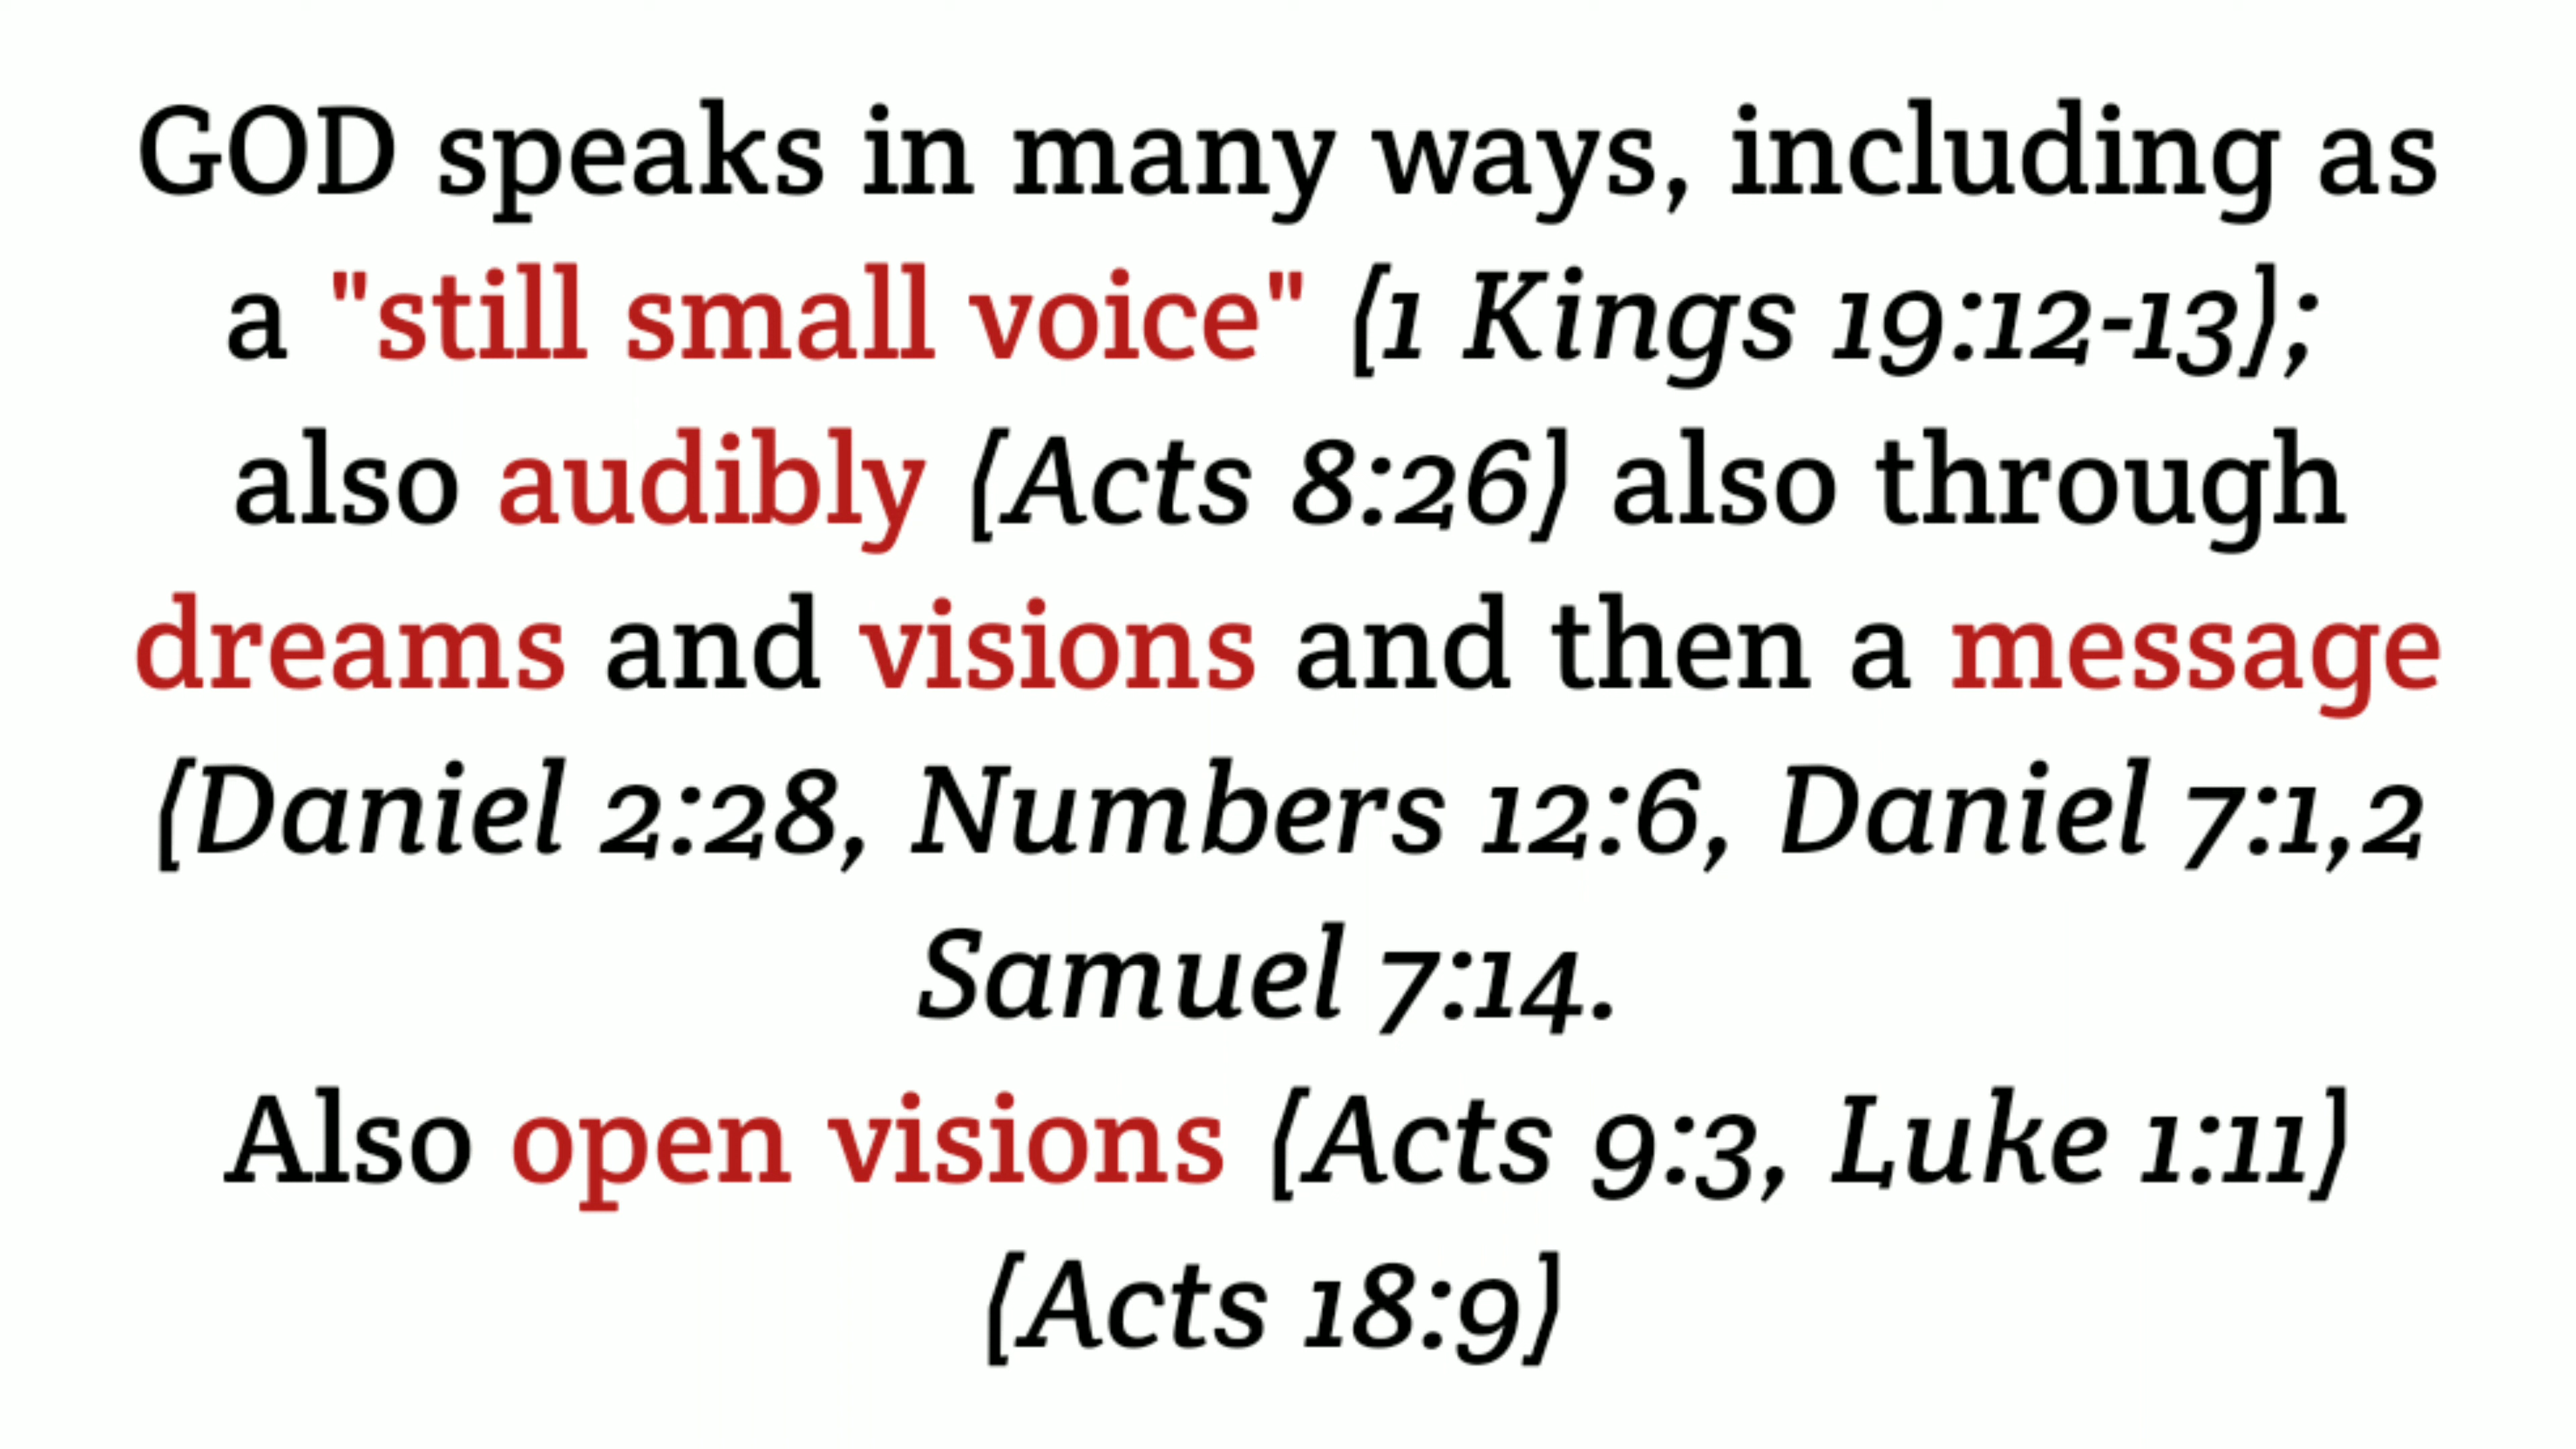 GOD speaks in many ways, including as
a "still small voice" [1 Kings 19:12-13];
also audibly [Acts 8:26] also through
dreams and visions and then a message
[Daniel 2:28, Numbers 12:6, Daniel 7:1,2
Samuel 7:14.
Also open visions [Acts 9:3, Luke 1:11]
[Acts 18:9]